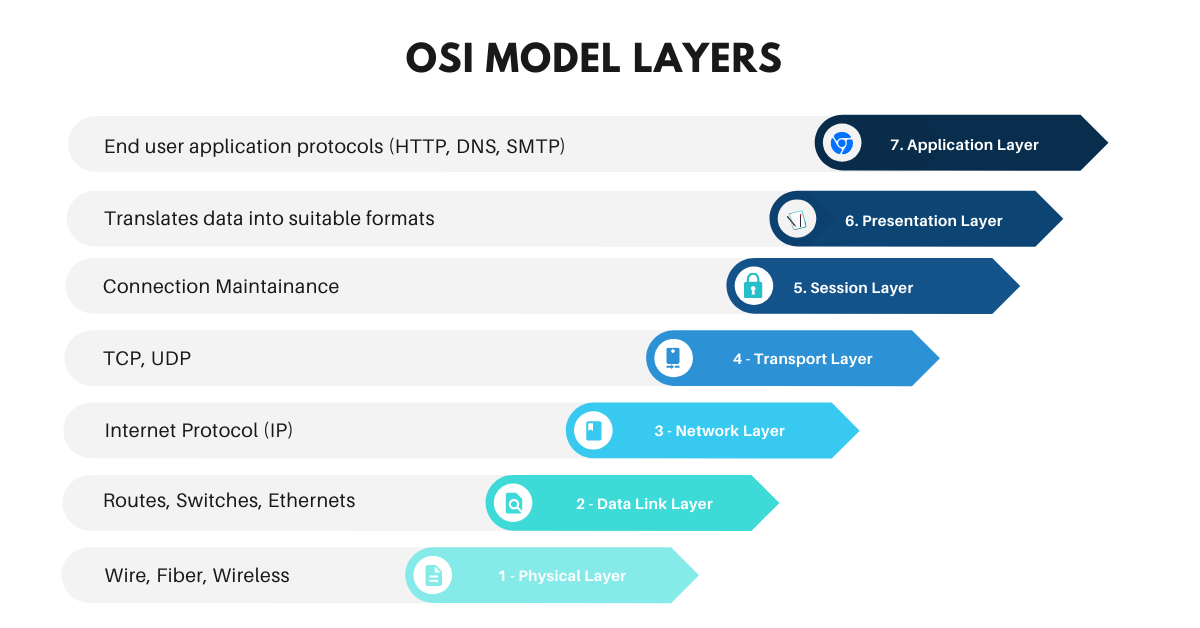 OSI MODEL LAYERS
End user application protocols (HTTP, DNS, SMTP)
7. Application Layer
Translates data into suitable formats
6. Presentation Layer
Connection Maintainance
5. Session Layer
TCP, UDP
4 - Transport Layer
Internet Protocol (IP)
3 - Network Layer
Routes, Switches, Ethernets
2 - Data Link Layer
Wire, Fiber, Wireless
1 - Physical Layer